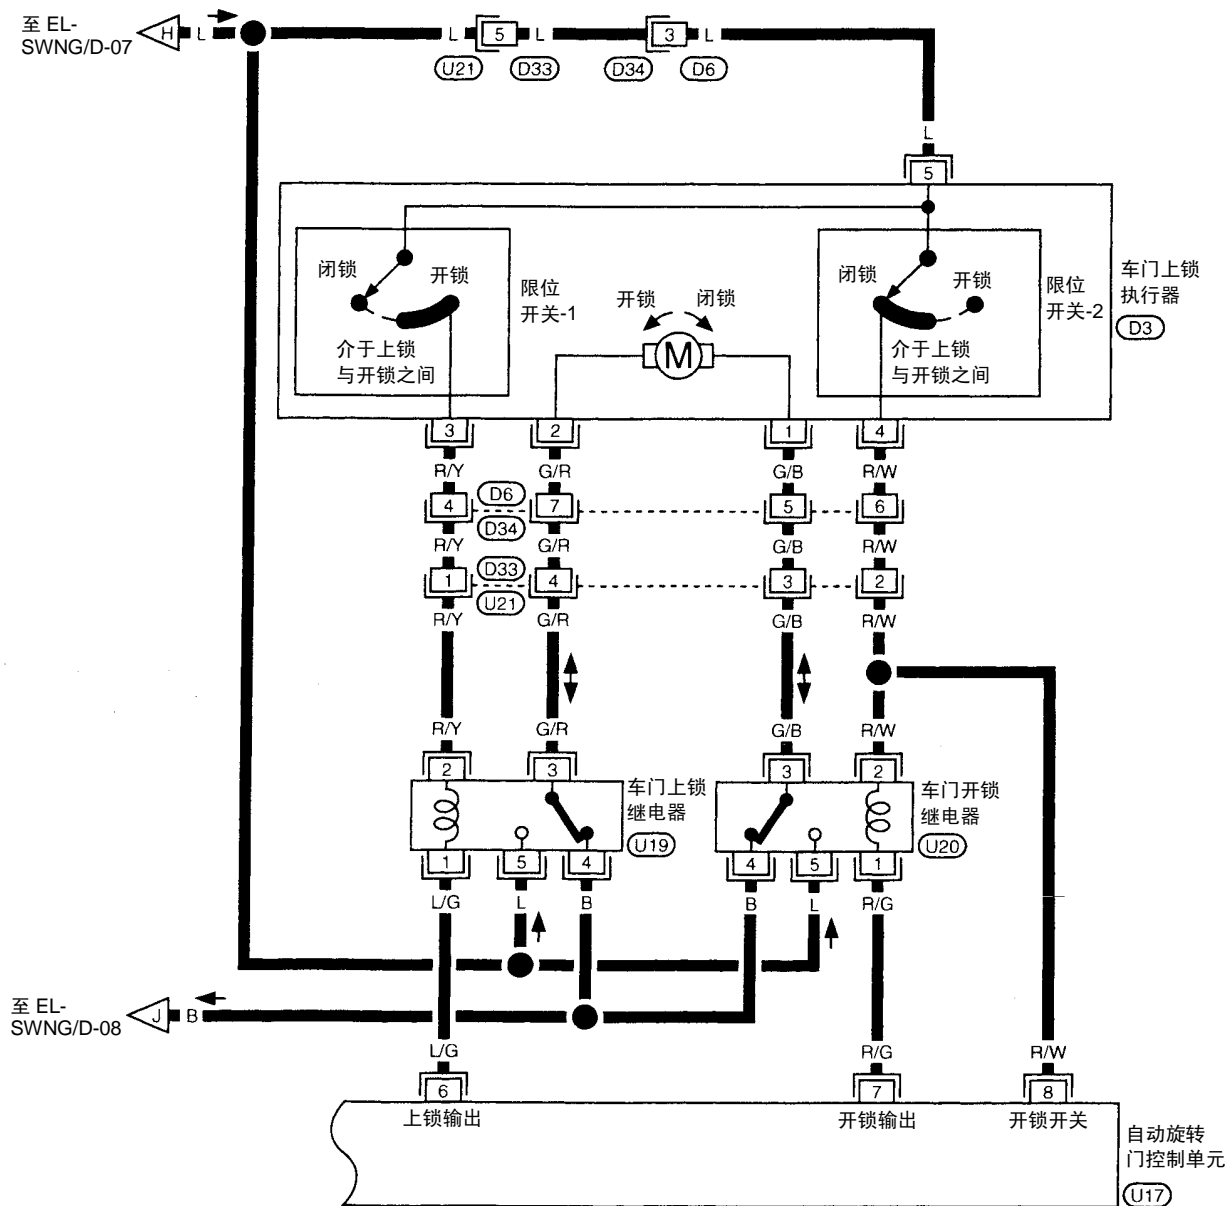 至 EL-
SWNG/D-07
H
L
L
5
L
3
L
U21
D33
D34
D6
L
5
闭锁
开锁
限位
开关-1
介于上锁
与开锁之间
开锁
闭锁
M
闭锁
开锁
限位
开关-2
介于上锁
与开锁之间
车门上锁
执行器
D3
3
2
1
4
R/Y
G/R
G/B
R/W
4
D6
7
5
6
D34
R/Y
G/R
G/B
R/W
1
D33
4
3
2
U21
R/Y
G/R
G/B
R/W
R/Y
G/R
G/B
R/W
2
3
3
2
车门上锁
继电器
U19
车门开锁
继电器
U20
1
5
4
4
5
1
L/G
L
B
B
L
R/G
至 EL-
SWNG/D-08
J
B
L/G
R/G
R/W
6
7
8
上锁输出
开锁输出
开锁开关
自动旋转
门控制单元
U17